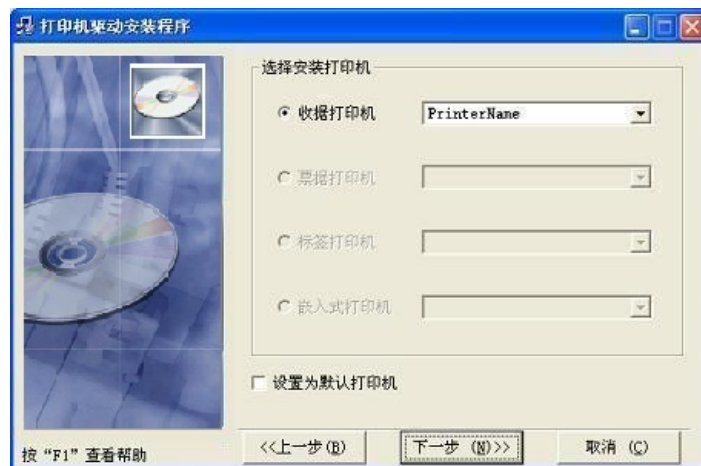 打印机驱动安装程序
选择安装打印机
收据打印机 PrinterName
票据打印机
标签打印机
嵌入式打印机
设置为默认打印机
按 “F1” 查看帮助 <<上一步(B) 下一步 (N)>> 取消 (C)